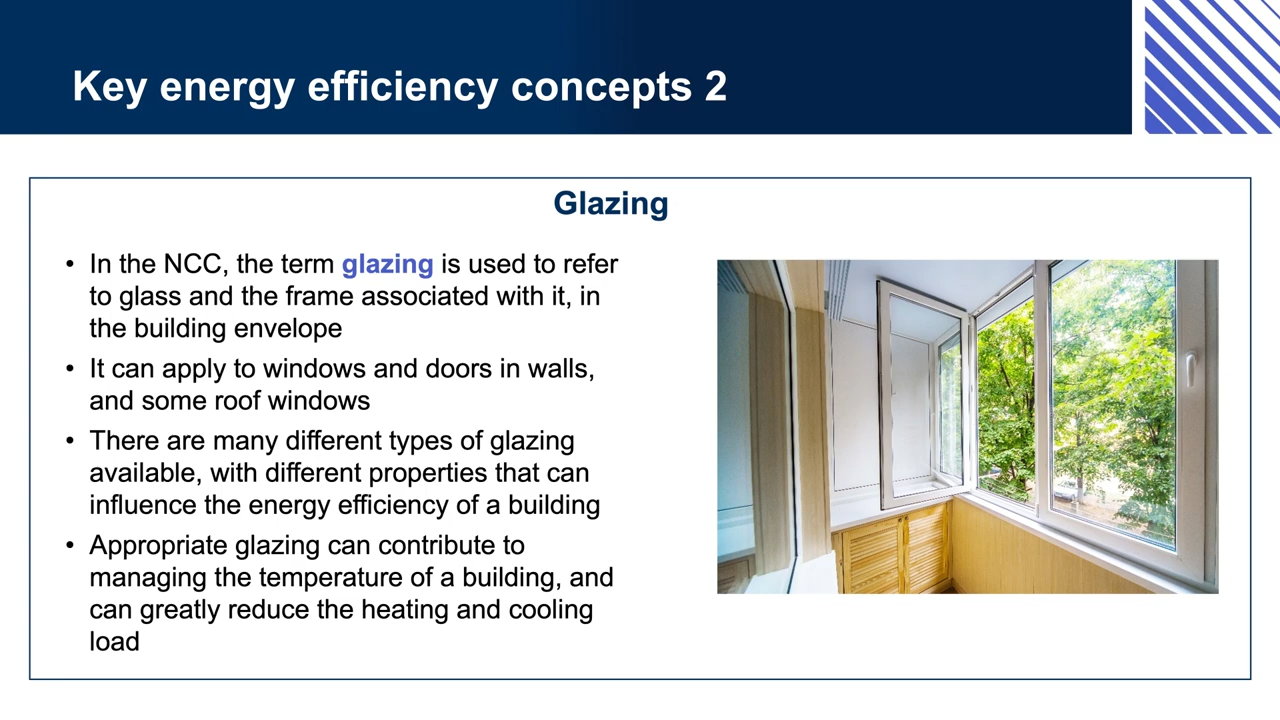 Key energy efficiency concepts 2
Glazing
• In the NCC, the term glazing is used to refer
to glass and the frame associated with it, in
the building envelope
• It can apply to windows and doors in walls,
and some roof windows
• There are many different types of glazing
available, with different properties that can
influence the energy efficiency of a building
• Appropriate glazing can contribute to
managing the temperature of a building, and
can greatly reduce the heating and cooling
load